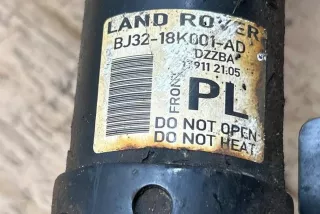 LAND ROVER
BJ32-18K001-AD
DZZBA
911 21:05
FRONT
PL
DO NOT OPEN
DO NOT HEAT.